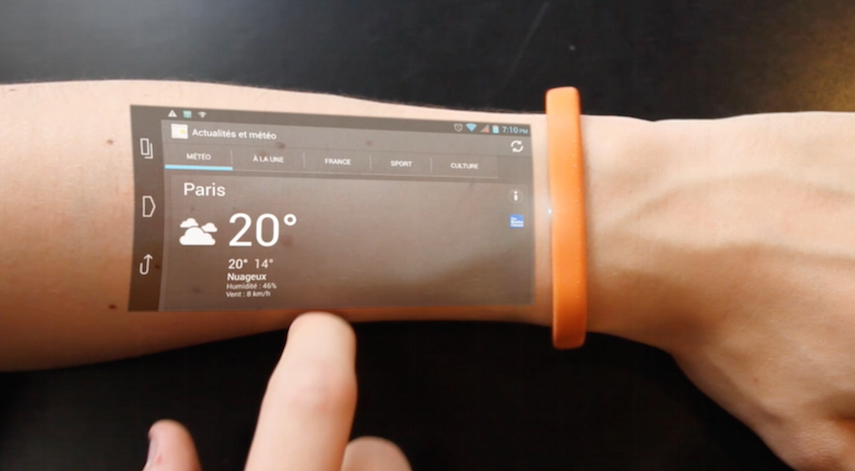 7:10 PM
Actualités et météo
MÉTÉO
À LA UNE
FRANCE
SPORT
CULTURE
Paris
20°
20° 14°
Nuageux
Humidité : 46%
Vent : 8 km/h